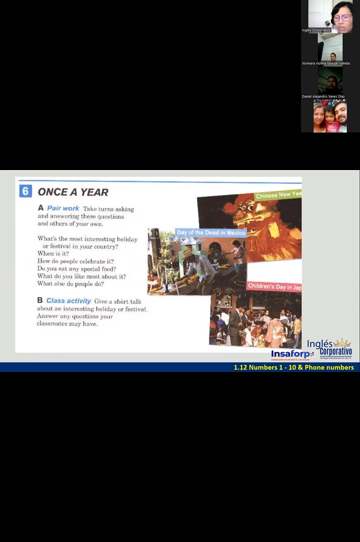 6 ONCE A YEAR
A Pair work Take turns asking
and answering these questions
and others of your own.
What's the most interesting holiday
or festival in your country?
When is it?
How do people celebrate it?
Do you eat any special food?
What do you like most about it?
What else do people do?
B Class activity Give a short talk
about an interesting holiday or festival.
Answer any questions your
classmates may have.
Chinese New Yea
Day of the Dead in Mexico
Children's Day in Jap
Insaforp
Inglés
Corporativo
1.12 Numbers 1 - 10 & Phone numbers